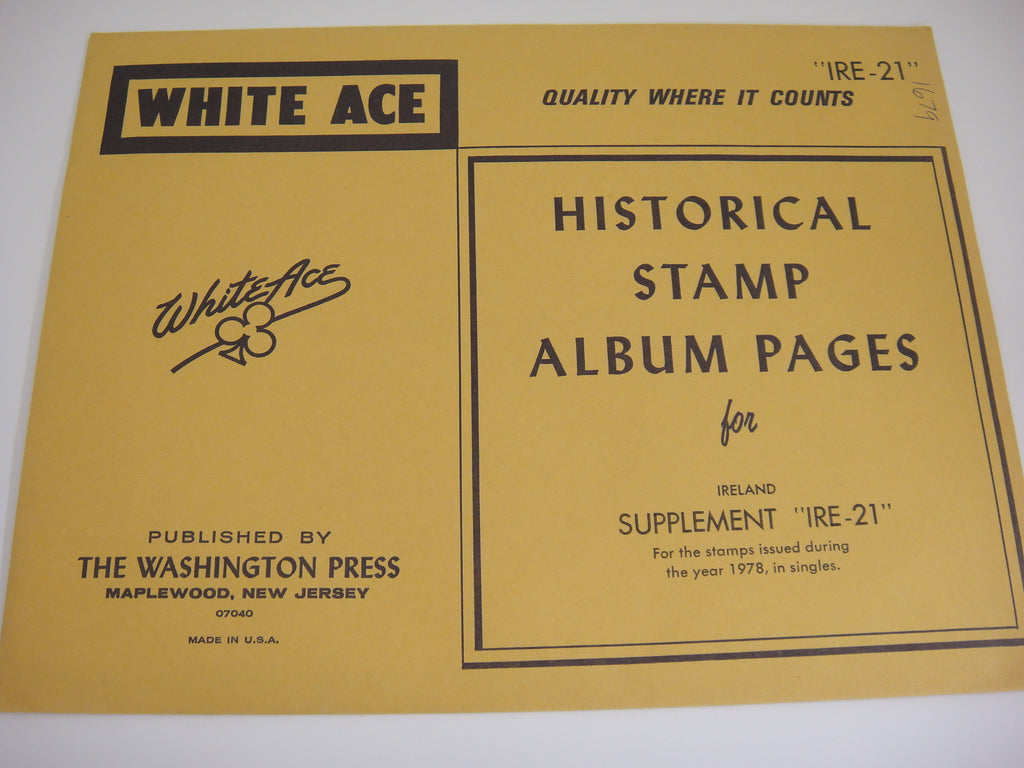 WHITE ACE
"IRE-21"
QUALITY WHERE IT COUNTS
1679
White-Ace
HISTORICAL
STAMP
ALBUM PAGES
for
IRELAND
SUPPLEMENT "IRE-21"
For the stamps issued during
the year 1978, in singles.
PUBLISHED BY
THE WASHINGTON PRESS
MAPLEWOOD, NEW JERSEY
07040
MADE IN U.S.A.